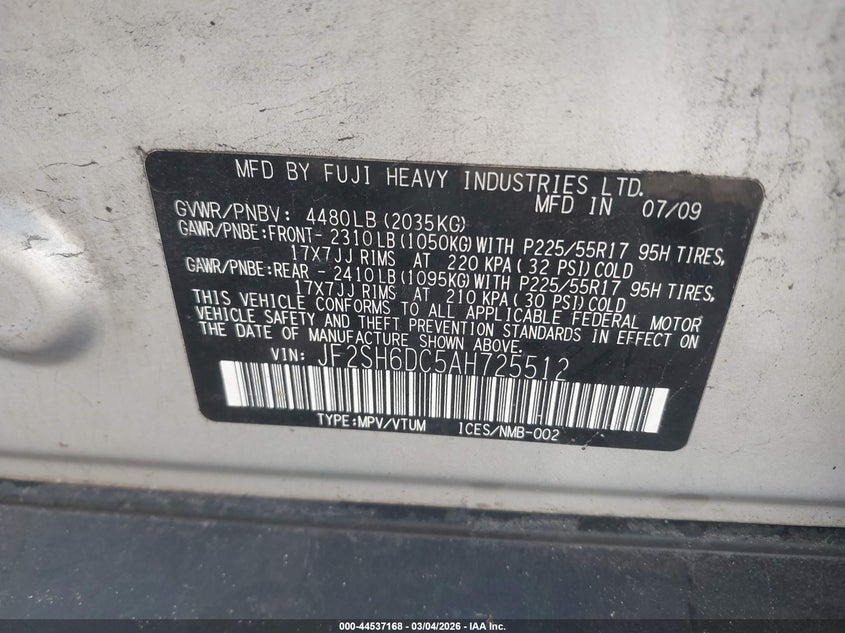 MFD BY FUJI HEAVY INDUSTRIES LTD.
MFD IN 07/09
GVWR/PNBV: 4480LB (2035KG)
GAWR/PNBE:FRONT- 2310LB (1050KG) WITH P225/55R17 95H TIRES,
17X7JJ RIMS AT 220 KPA ( 32 PSI) COLD
GAWR/PNBE:REAR - 2410LB (1095KG) WITH P225/55R17 95H TIRES,
17X7JJ RIMS AT 210 KPA ( 30 PSI) COLD
THIS VEHICLE CONFORMS TO ALL APPLICABLE FEDERAL MOTOR
VEHICLE SAFETY AND THEFT PREVENTION STANDARDS IN EFFECT ON
THE DATE OF MANUFACTURE SHOWN ABOVE.
VIN: JF2SH6DC5AH725512
TYPE:MPV/VTUM ICES/NMB-002
000-44537168 - 03/04/2026 - IAA Inc.